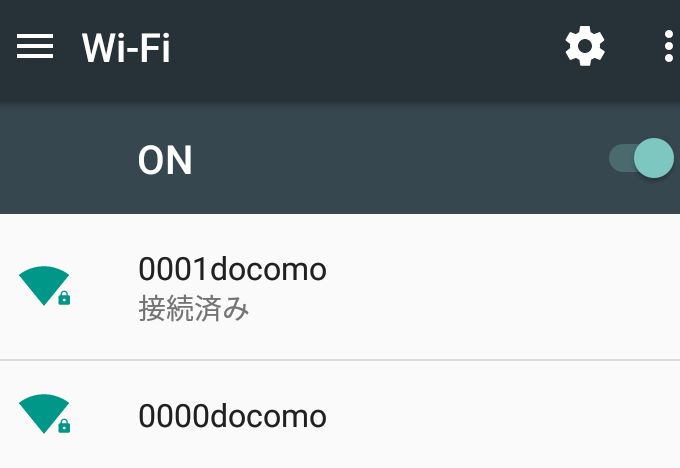 Wi-Fi
ON
0001docomo
接続済み
0000docomo